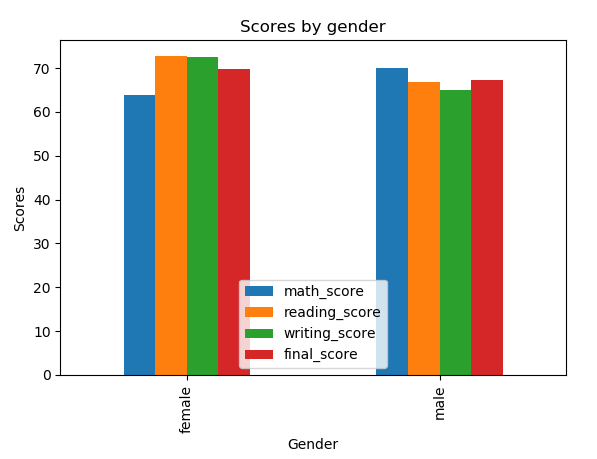 Scores by gender
Scores
70
60
50
40
30
20
10
0
math_score
reading_score
writing_score
final_score
female
male
Gender